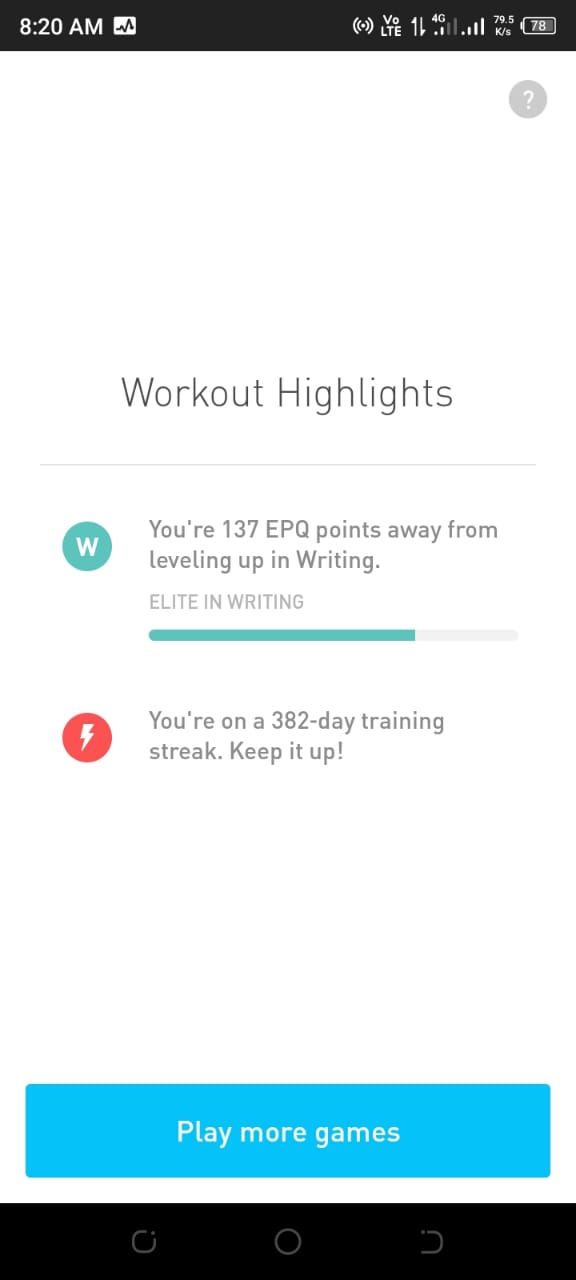 8:20 AM Vo LTE 4G 79.5 K/s 78
?
Workout Highlights
W
You're 137 EPQ points away from
leveling up in Writing.
ELITE IN WRITING
You're on a 382-day training
streak. Keep it up!
Play more games